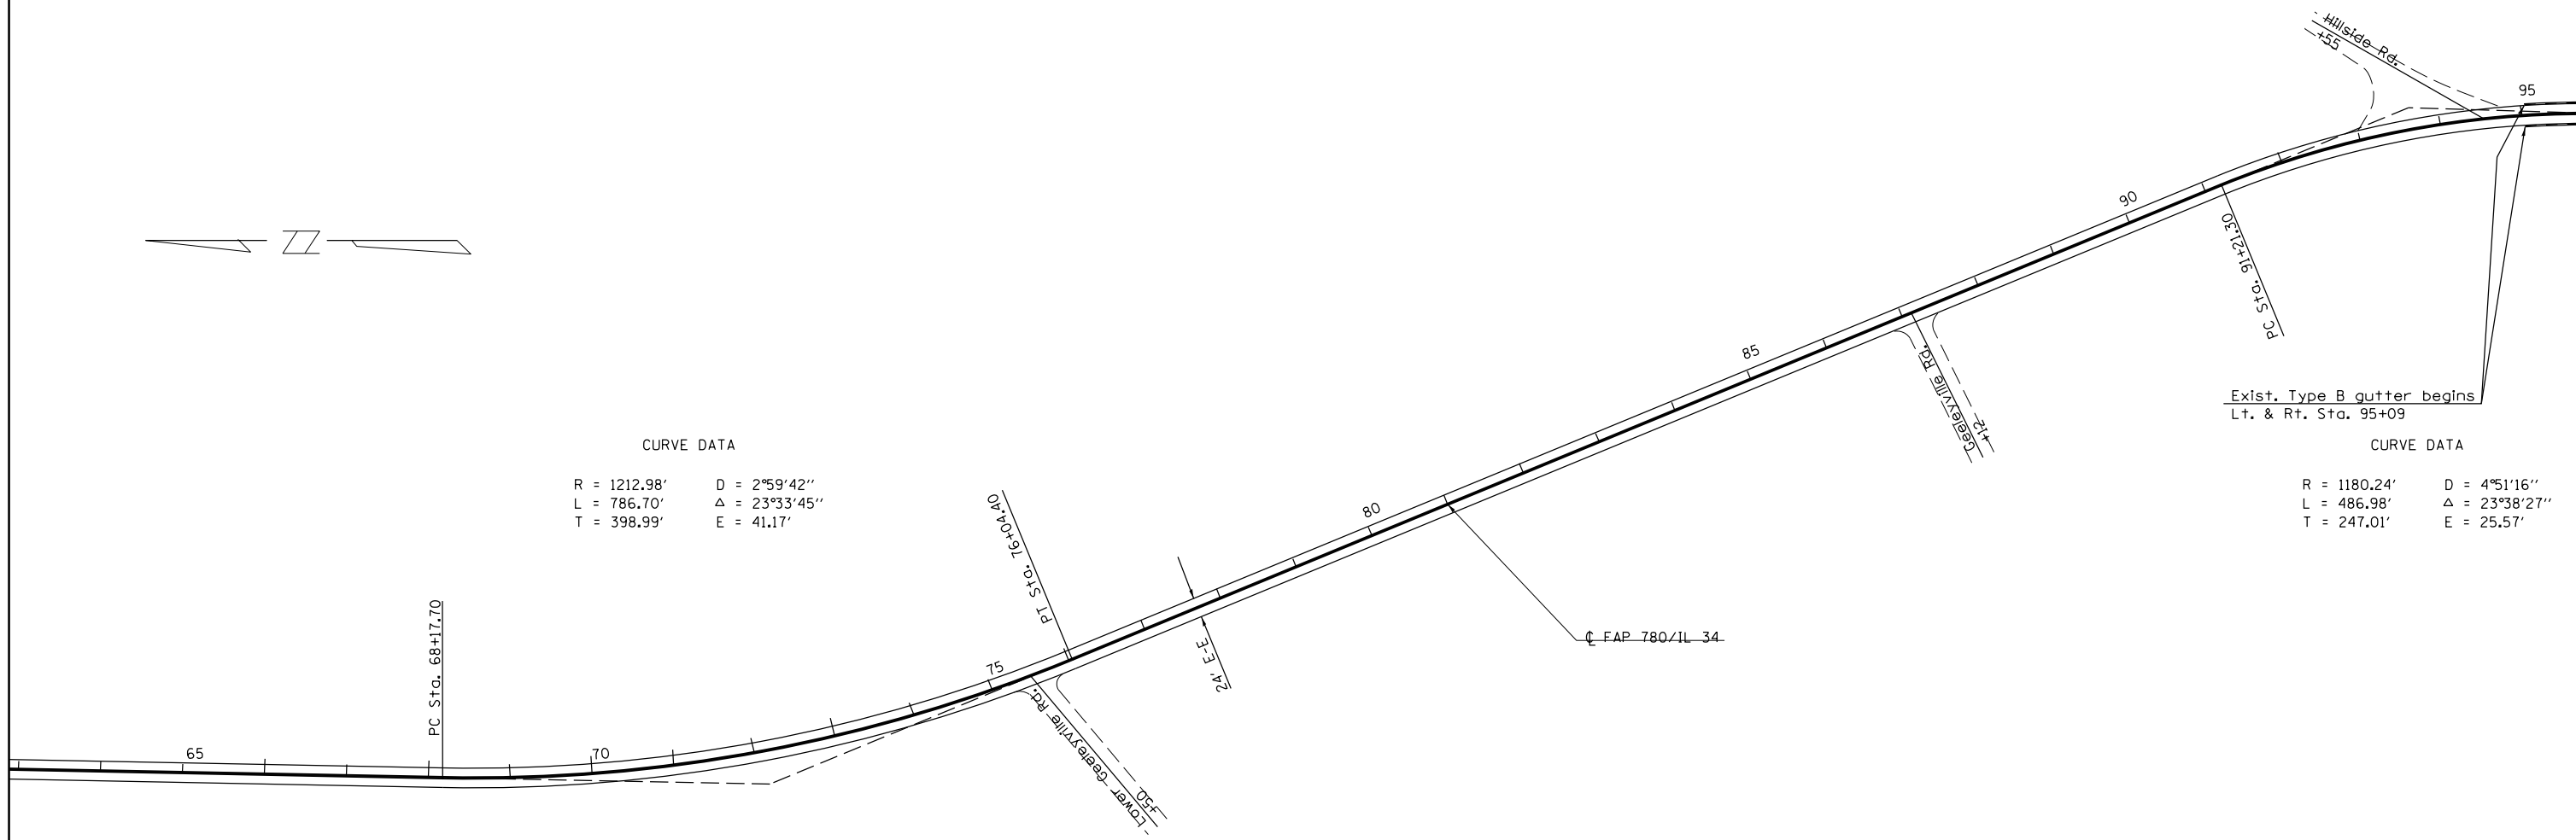 Hillside Rd.
+55
95
90
PC Sta. 91+21.30
85
Ceeleyville Rd.
+12
Exist. Type B gutter begins
Lt. & Rt. Sta. 95+09
CURVE DATA
R = 1180.24' D = 4°51'16''
L = 486.98' Δ = 23°38'27''
T = 247.01' E = 25.57'
CURVE DATA
R = 1212.98' D = 2°59'42''
L = 786.70' Δ = 23°33'45''
T = 398.99' E = 41.17'
80
PT Sta. 76+04.40
℄ FAP 780/IL 34
24' E-E
75
Lower Ceeleyville Rd.
+50
PC Sta. 68+17.70
70
65